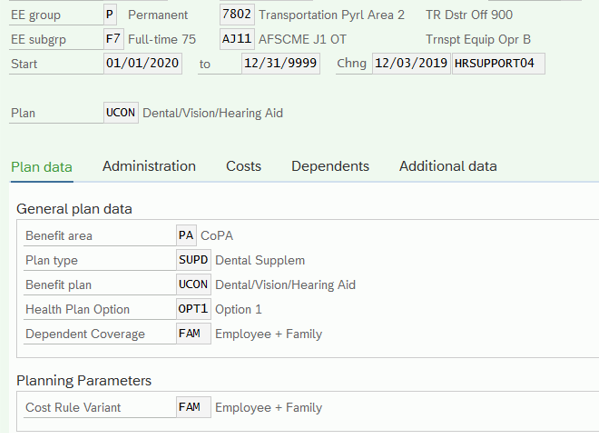 EE group P Permanent 7802 Transportation Pyrl Area 2 TR Dstr Off 900
EE subgrp F7 Full-time 75 AJ11 AFSCME J1 OT Trnspt Equip Opr B
Start 01/01/2020 to 12/31/9999 Chng 12/03/2019 HRSUPPORT04
Plan UCON Dental/Vision/Hearing Aid
Plan data Administration Costs Dependents Additional data
General plan data
Benefit area PA CoPA
Plan type SUPD Dental Supplem
Benefit plan UCON Dental/Vision/Hearing Aid
Health Plan Option OPT1 Option 1
Dependent Coverage FAM Employee + Family
Planning Parameters
Cost Rule Variant FAM Employee + Family